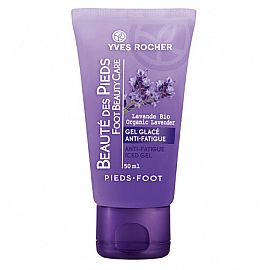 YVES ROCHER
BEAUTÉ DES PIEDS
FOOT BEAUTY CARE
Lavande Bio
Organic Lavender
GEL GLACÉ
ANTI-FATIGUE
ANTI-FATIGUE
ICED GEL
50 ml
PIEDS·FOOT